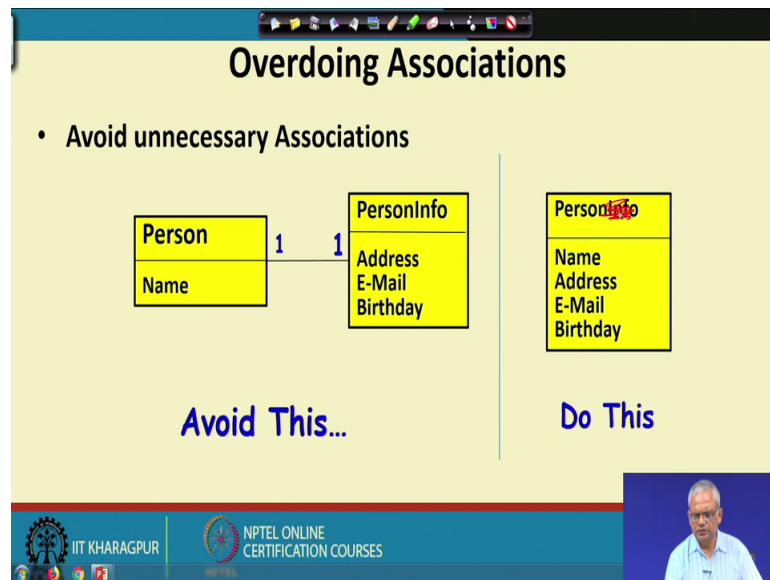 Overdoing Associations
• Avoid unnecessary Associations
Person
Name
1
1
PersonInfo
Address
E-Mail
Birthday
PersonInfo
Name
Address
E-Mail
Birthday
Avoid This...
Do This
IIT KHARAGPUR
NPTEL ONLINE
CERTIFICATION COURSES